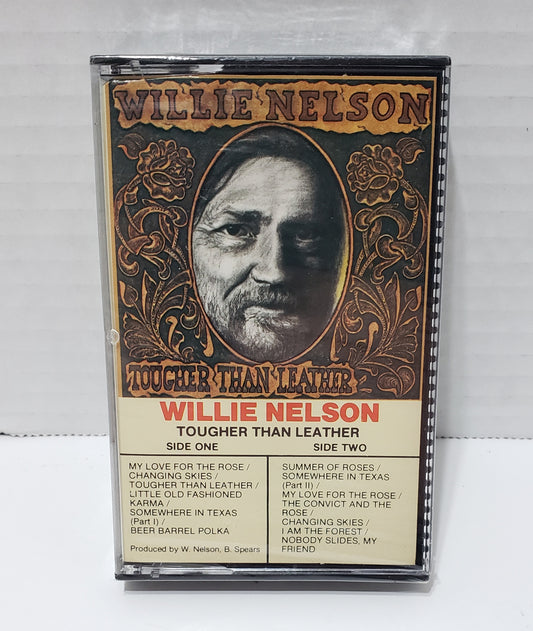 WILLIE NELSON
TOUGHER THAN LEATHER
WILLIE NELSON
TOUGHER THAN LEATHER
SIDE ONE
MY LOVE FOR THE ROSE /
CHANGING SKIES /
TOUGHER THAN LEATHER /
LITTLE OLD FASHIONED
KARMA /
SOMEWHERE IN TEXAS
(Part I) /
BEER BARREL POLKA
Produced by W. Nelson, B. Spears
SIDE TWO
SUMMER OF ROSES /
SOMEWHERE IN TEXAS
(Part II) /
MY LOVE FOR THE ROSE /
THE CONVICT AND THE
ROSE /
CHANGING SKIES /
I AM THE FOREST /
NOBODY SLIDES, MY
FRIEND